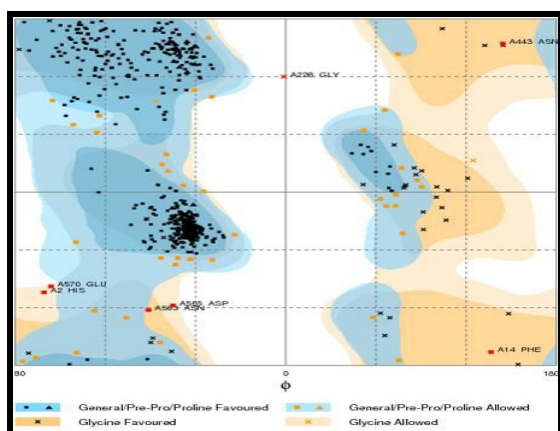 A443 ASN
A226 GLY
A570 GLU
A2 HIS
A565 ASP
A563 ASN
A14 PHE
80 0 180
ϕ
General/Pre-Pro/Proline Favoured General/Pre-Pro/Proline Allowed
Glycine Favoured Glycine Allowed